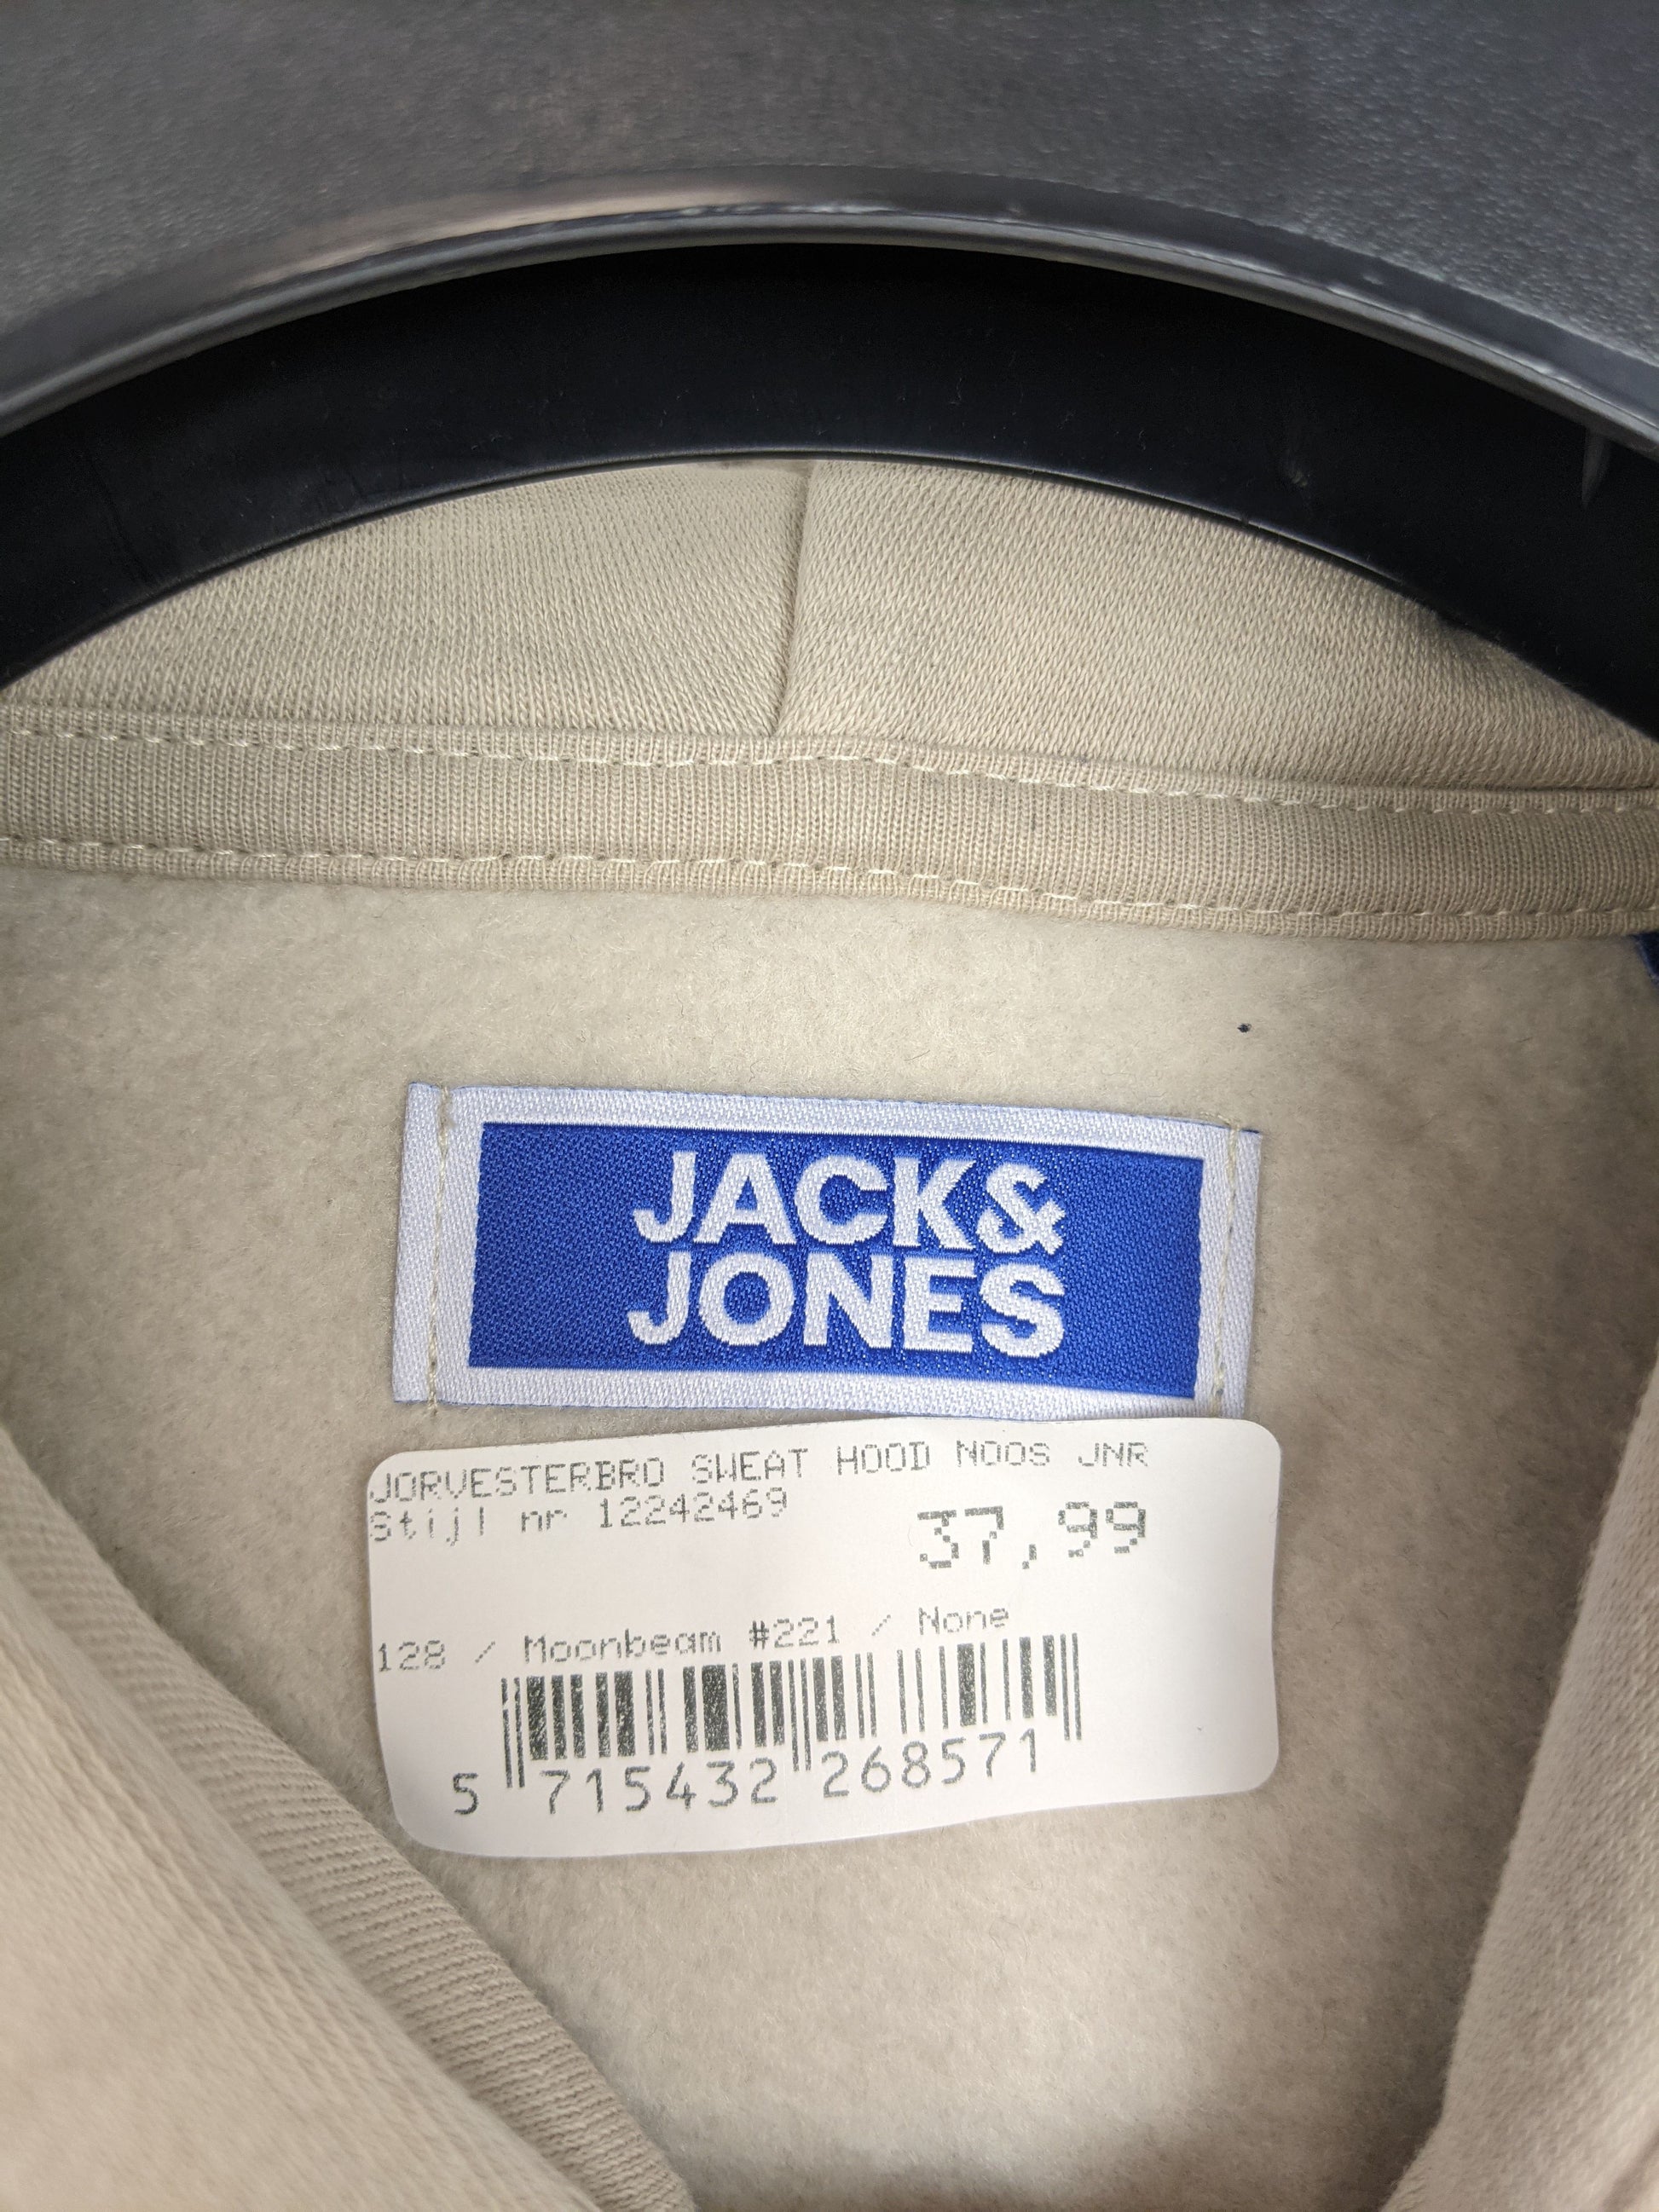 JACK&
JONES
JORVESTERBRO SWEAT HOOD NOOS JNR
Stijl nr 12242469
37,99
128 / Moonbeam #221 / None
5 715432 268571